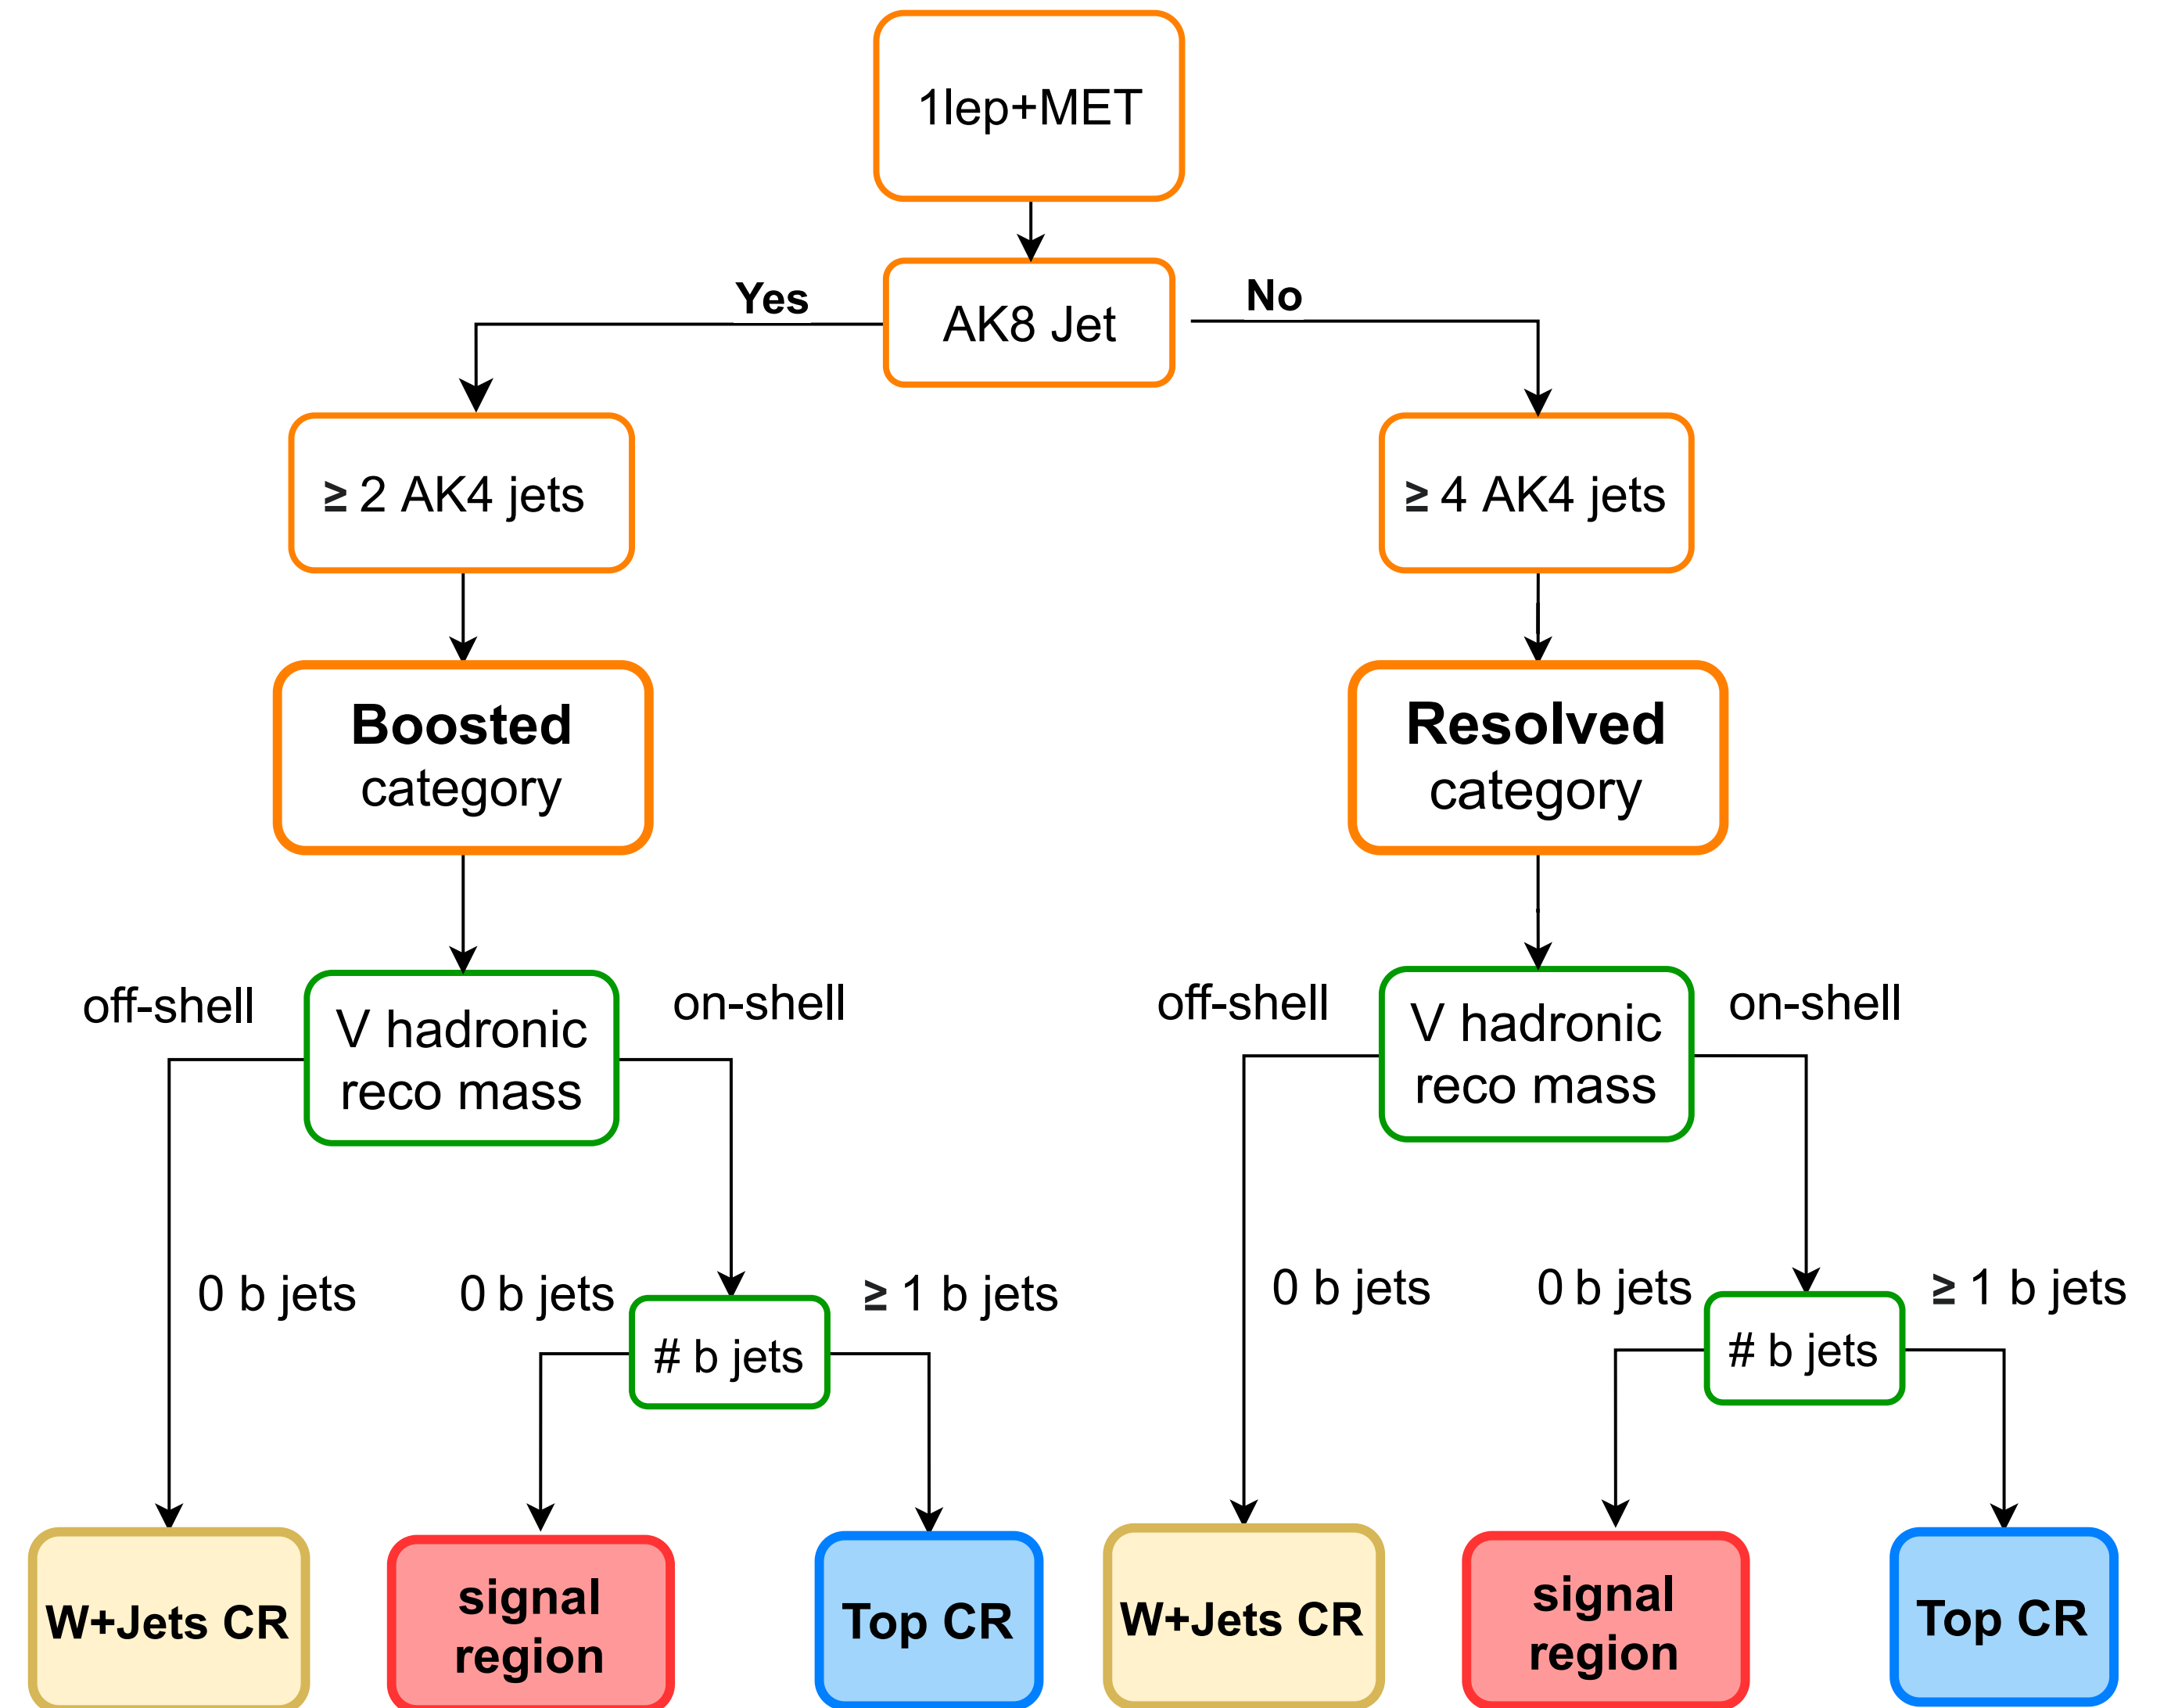 1lep+MET
Yes
No
AK8 Jet
≥ 2 AK4 jets
≥ 4 AK4 jets
Boosted
category
Resolved
category
off-shell
V hadronic
reco mass
on-shell
off-shell
V hadronic
reco mass
on-shell
0 b jets
0 b jets
# b jets
≥ 1 b jets
0 b jets
0 b jets
# b jets
≥ 1 b jets
W+Jets CR
signal
region
Top CR
W+Jets CR
signal
region
Top CR